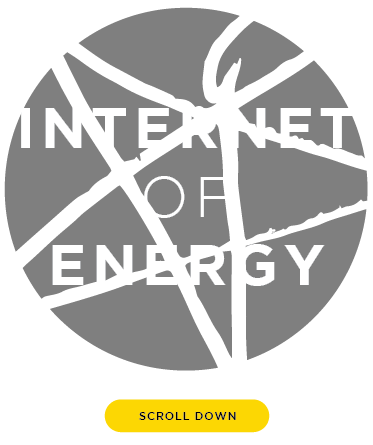 INTERNET
OF
ENERGY
SCROLL DOWN